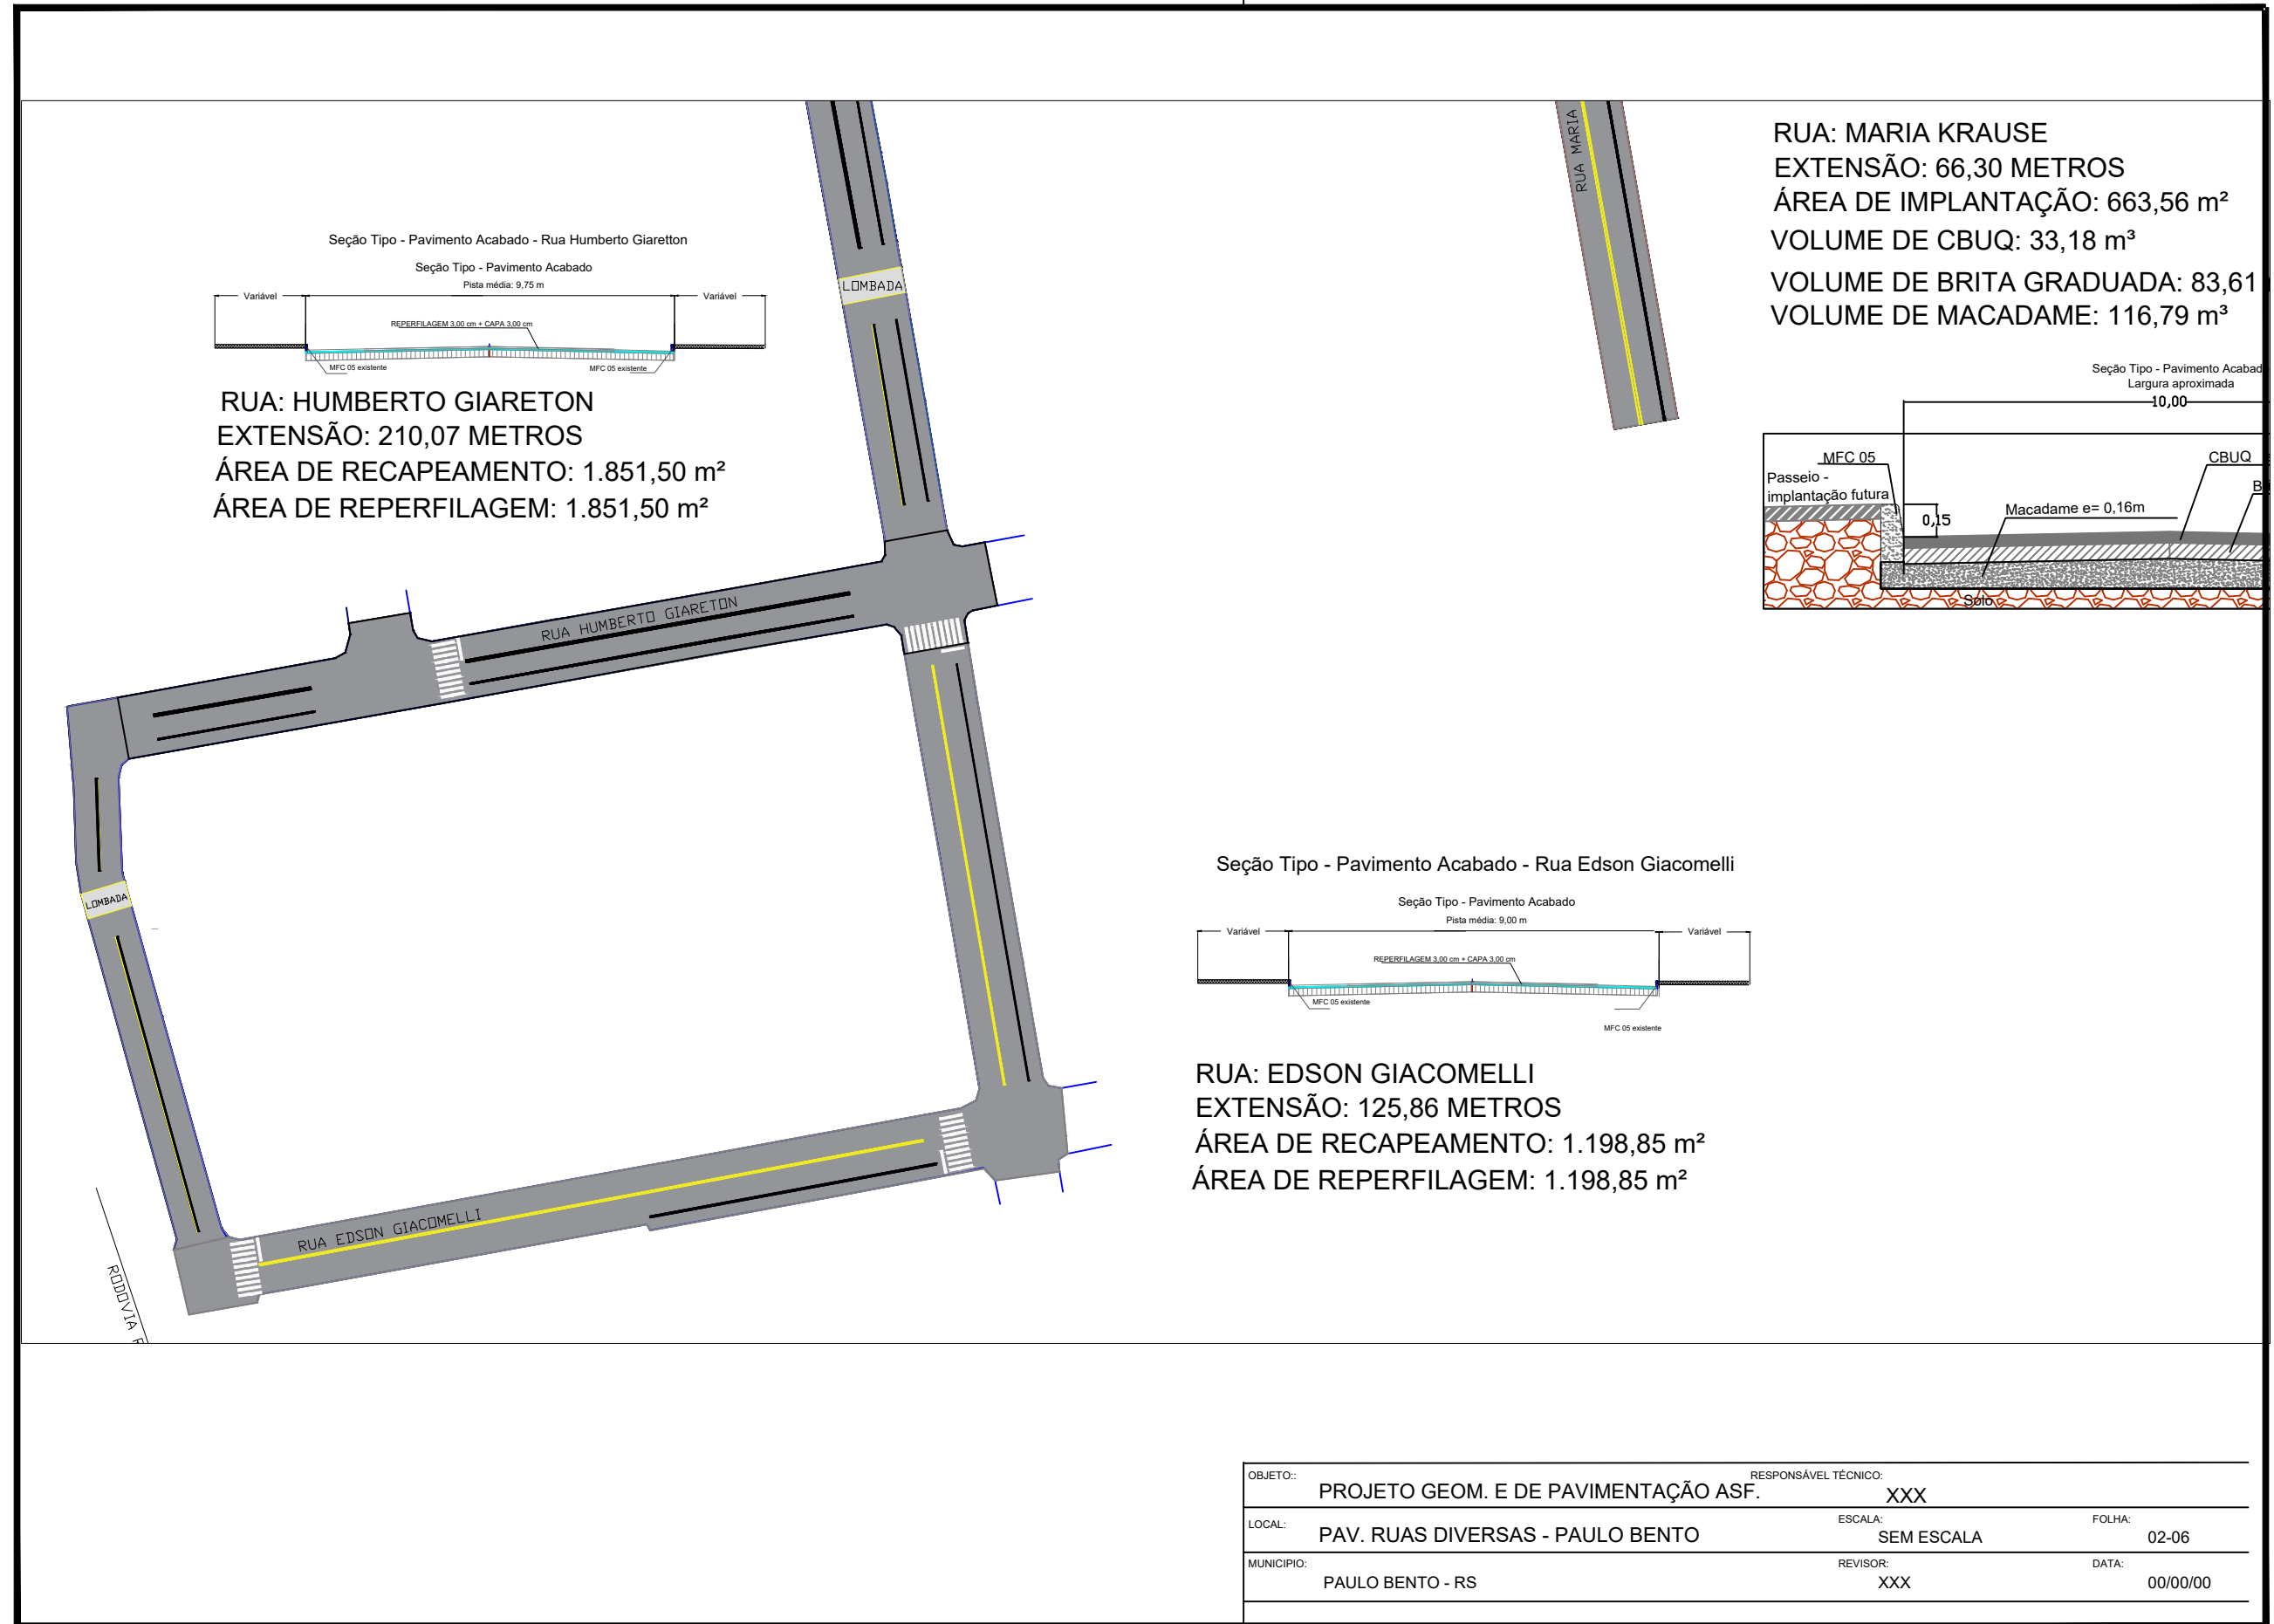 RUA MARIA
RUA: MARIA KRAUSE
EXTENSÃO: 66,30 METROS
ÁREA DE IMPLANTAÇÃO: 663,56 m²
VOLUME DE CBUQ: 33,18 m³
VOLUME DE BRITA GRADUADA: 83,61
VOLUME DE MACADAME: 116,79 m³
Seção Tipo - Pavimento Acabado - Rua Humberto Giaretton
Seção Tipo - Pavimento Acabado
Pista média: 9,75 m
Variável
Variável
REPERFILAGEM 3,00 cm + CAPA 3,00 cm
MFC 05 existente
MFC 05 existente
LOMBADA
RUA: HUMBERTO GIARETON
EXTENSÃO: 210,07 METROS
ÁREA DE RECAPEAMENTO: 1.851,50 m²
ÁREA DE REPERFILAGEM: 1.851,50 m²
Seção Tipo - Pavimento Acabad
Largura aproximada
10,00
MFC 05
CBUQ
Passeio -
implantação futura
B
0,15
Macadame e= 0,16m
Solo
RUA HUMBERTO GIARETON
LOMBADA
Seção Tipo - Pavimento Acabado - Rua Edson Giacomelli
Seção Tipo - Pavimento Acabado
Pista média: 9,00 m
Variável
Variável
REPERFILAGEM 3,00 cm + CAPA 3,00 cm
MFC 05 existente
MFC 05 existente
RUA: EDSON GIACOMELLI
EXTENSÃO: 125,86 METROS
ÁREA DE RECAPEAMENTO: 1.198,85 m²
ÁREA DE REPERFILAGEM: 1.198,85 m²
RUA EDSON GIACOMELLI
RODOVIA
OBJETO::
PROJETO GEOM. E DE PAVIMENTAÇÃO ASF.
RESPONSÁVEL TÉCNICO:
XXX
LOCAL:
PAV. RUAS DIVERSAS - PAULO BENTO
ESCALA:
SEM ESCALA
FOLHA:
02-06
MUNICIPIO:
PAULO BENTO - RS
REVISOR:
XXX
DATA:
00/00/00